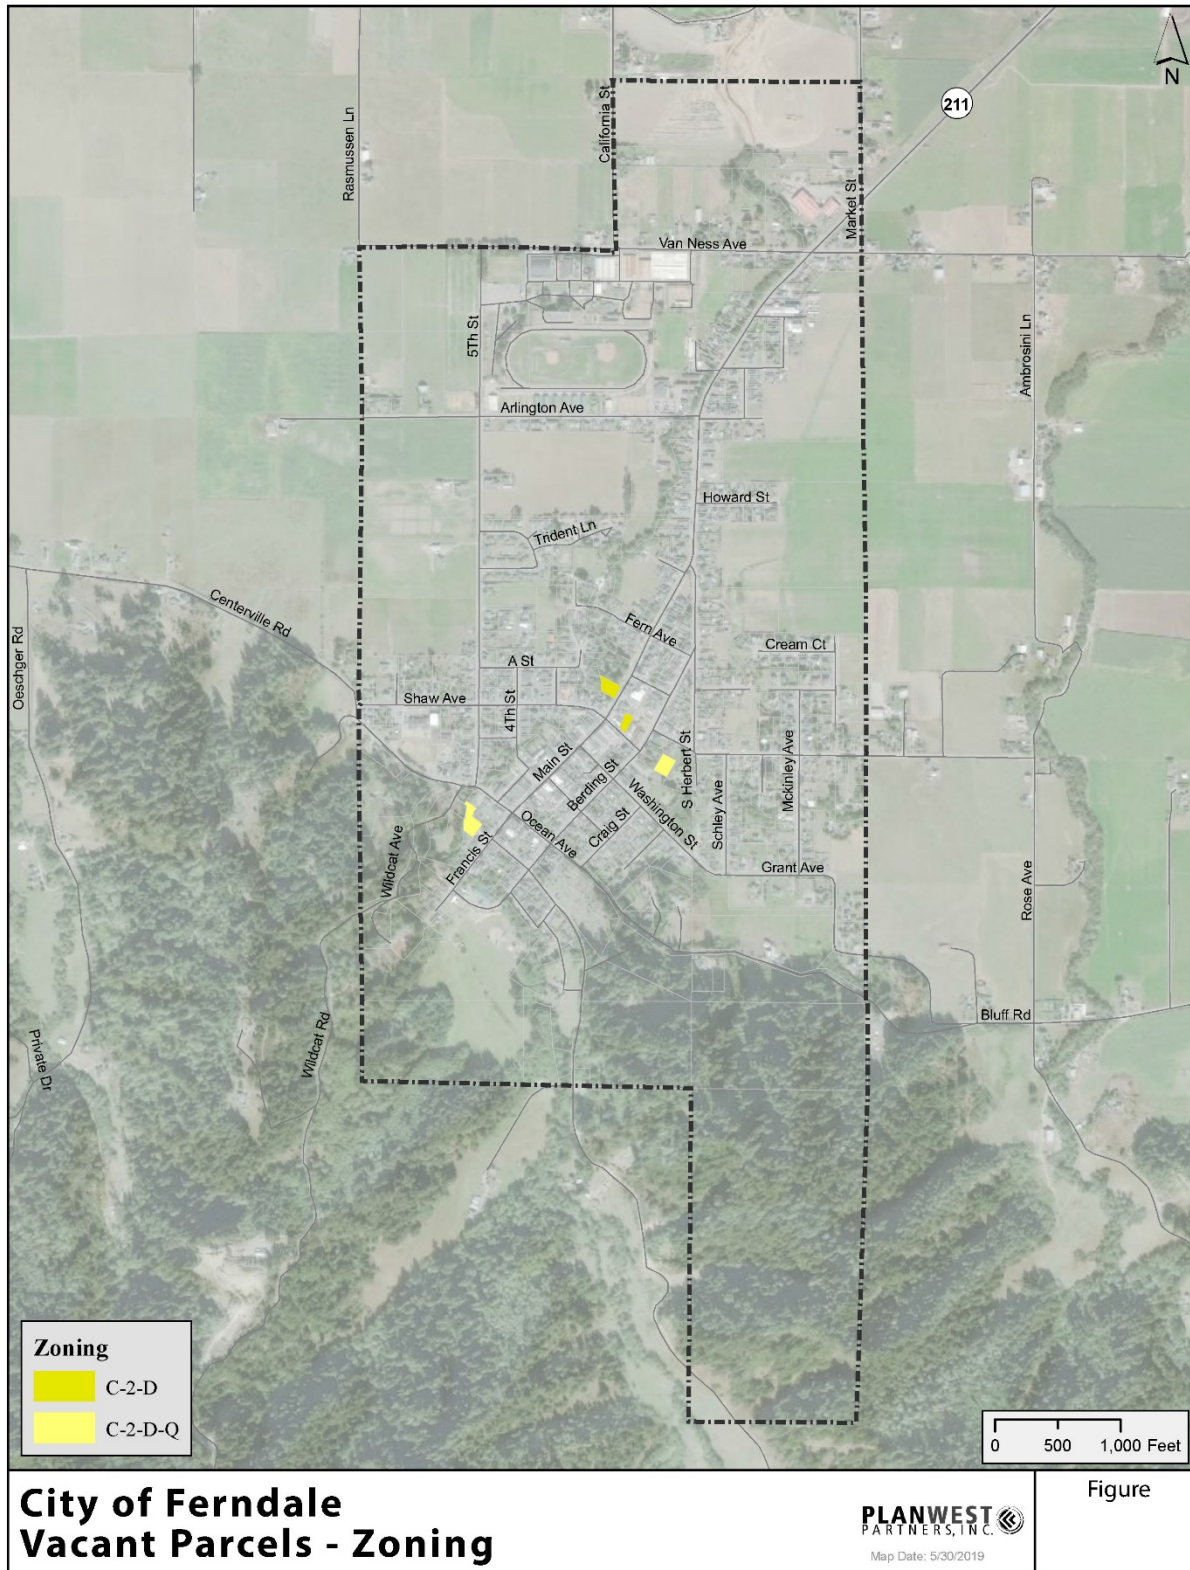 N
211
California St
Rasmussen Ln
Market St
Van Ness Ave
5Th St
Ambrosini Ln
Arlington Ave
Howard St
Trident Ln
Centerville Rd
Oeschger Rd
Fern Ave
Cream Ct
A St
Shaw Ave
4Th St
Main St
Berding St
S Herbert St
Mckinley Ave
Schley Ave
Washington St
Craig St
Ocean Ave
Francis St
Wildcat Ave
Grant Ave
Rose Ave
Bluff Rd
Wildcat Rd
Private Dr
Zoning
C-2-D
C-2-D-Q
0 500 1,000 Feet
City of Ferndale
Vacant Parcels - Zoning
PLANWEST
PARTNERS, INC.
Map Date: 5/30/2019
Figure